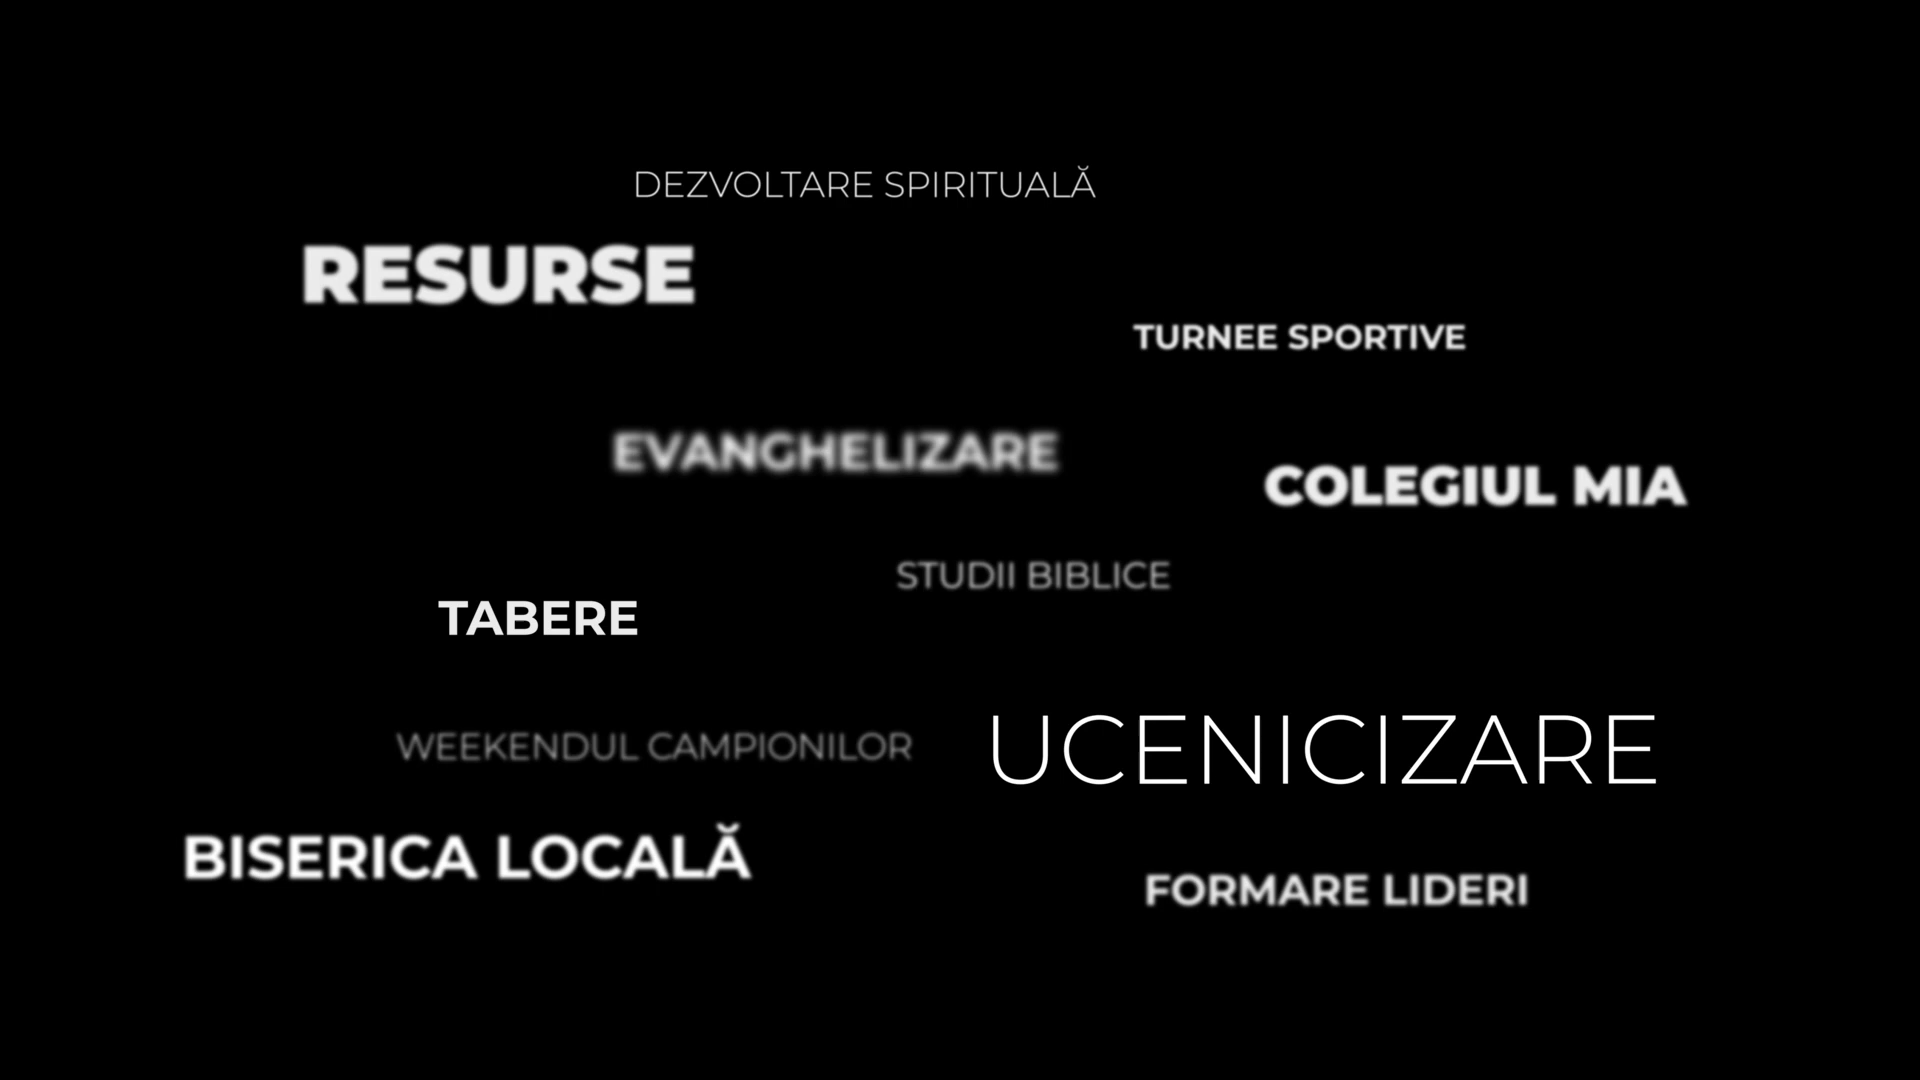 DEZVOLTARE SPIRITUALĂ
RESURSE
TURNEE SPORTIVE
EVANGHELIZARE
COLEGIUL MIA
STUDII BIBLICE
TABERE
WEEKENDUL CAMPIONILOR
UCENICIZARE
BISERICA LOCALĂ
FORMARE LIDERI